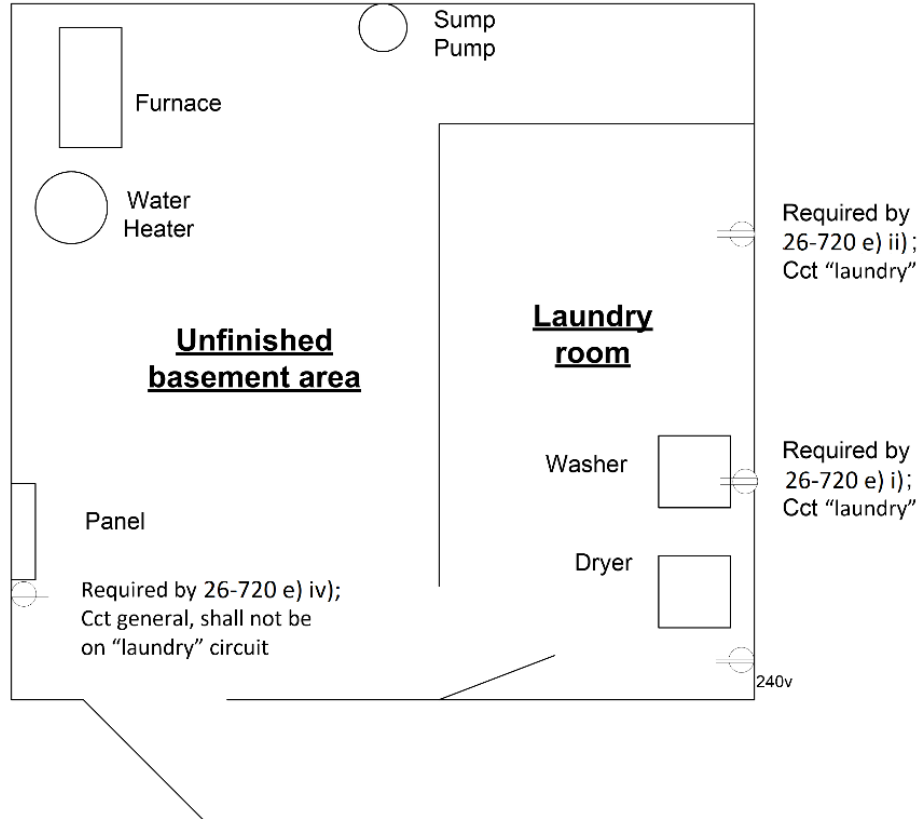 Sump
Pump
Furnace
Water
Heater
Required by
26-720 e) ii);
Cct “laundry”
Unfinished
basement area
Laundry
room
Washer
Required by
26-720 e) i);
Cct “laundry”
Panel
Dryer
Required by 26-720 e) iv);
Cct general, shall not be
on “laundry” circuit
240v